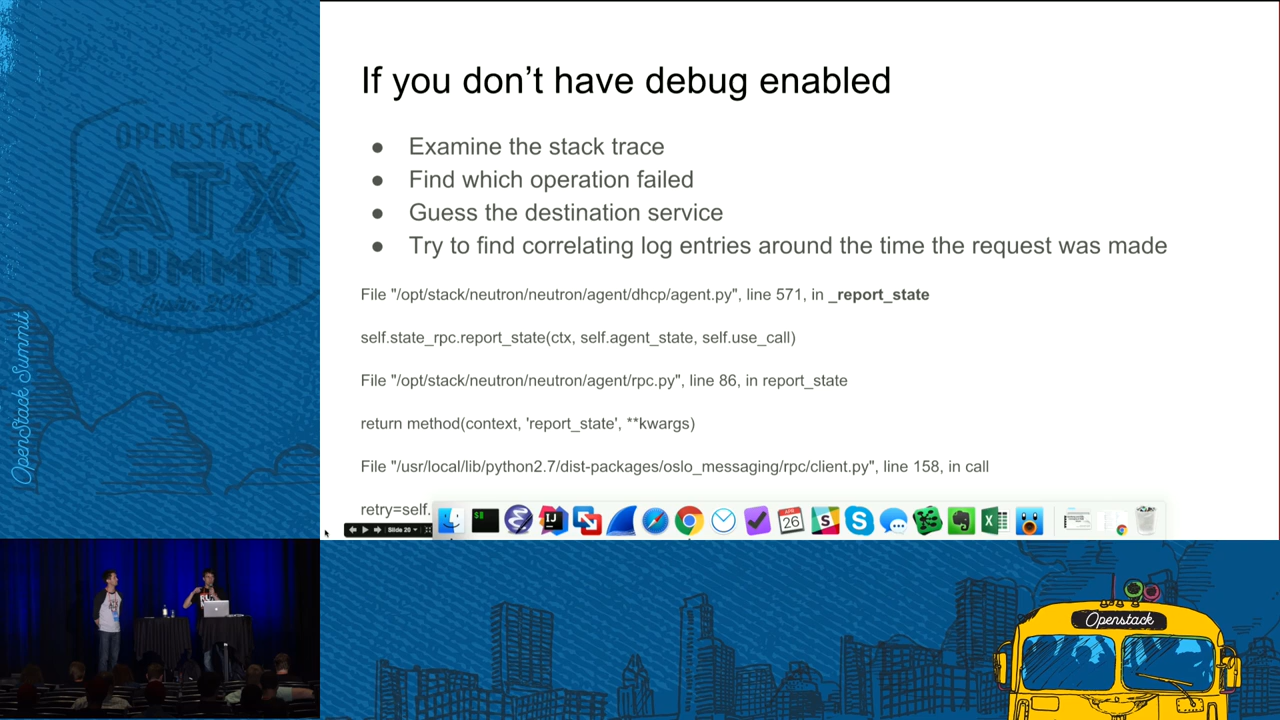 If you don’t have debug enabled
● Examine the stack trace
● Find which operation failed
● Guess the destination service
● Try to find correlating log entries around the time the request was made
File "/opt/stack/neutron/neutron/agent/dhcp/agent.py", line 571, in _report_state
self.state_rpc.report_state(ctx, self.agent_state, self.use_call)
File "/opt/stack/neutron/neutron/agent/rpc.py", line 86, in report_state
return method(context, 'report_state', **kwargs)
File "/usr/local/lib/python2.7/dist-packages/oslo_messaging/rpc/client.py", line 158, in call
retry=self.
Slide 20
$
IJ
APR
26
S
OPENSTACK
ATX
SUMMIT
OpenStack Summit
Openstack